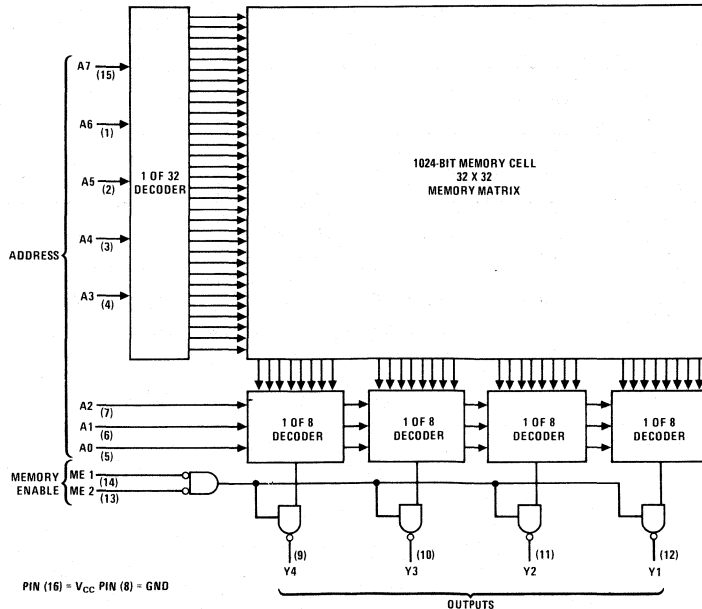 A7
(15)
A6
(1)
A5
(2)
A4
(3)
A3
(4)
ADDRESS
1 OF 32
DECODER
1024-BIT MEMORY CELL
32 X 32
MEMORY MATRIX
A2
(7)
A1
(6)
A0
(5)
1 OF 8
DECODER
1 OF 8
DECODER
1 OF 8
DECODER
1 OF 8
DECODER
MEMORY
ENABLE
ME 1
(14)
ME 2
(13)
(9)
(10)
(11)
(12)
Y4
Y3
Y2
Y1
PIN (16) = VCC PIN (8) = GND
OUTPUTS